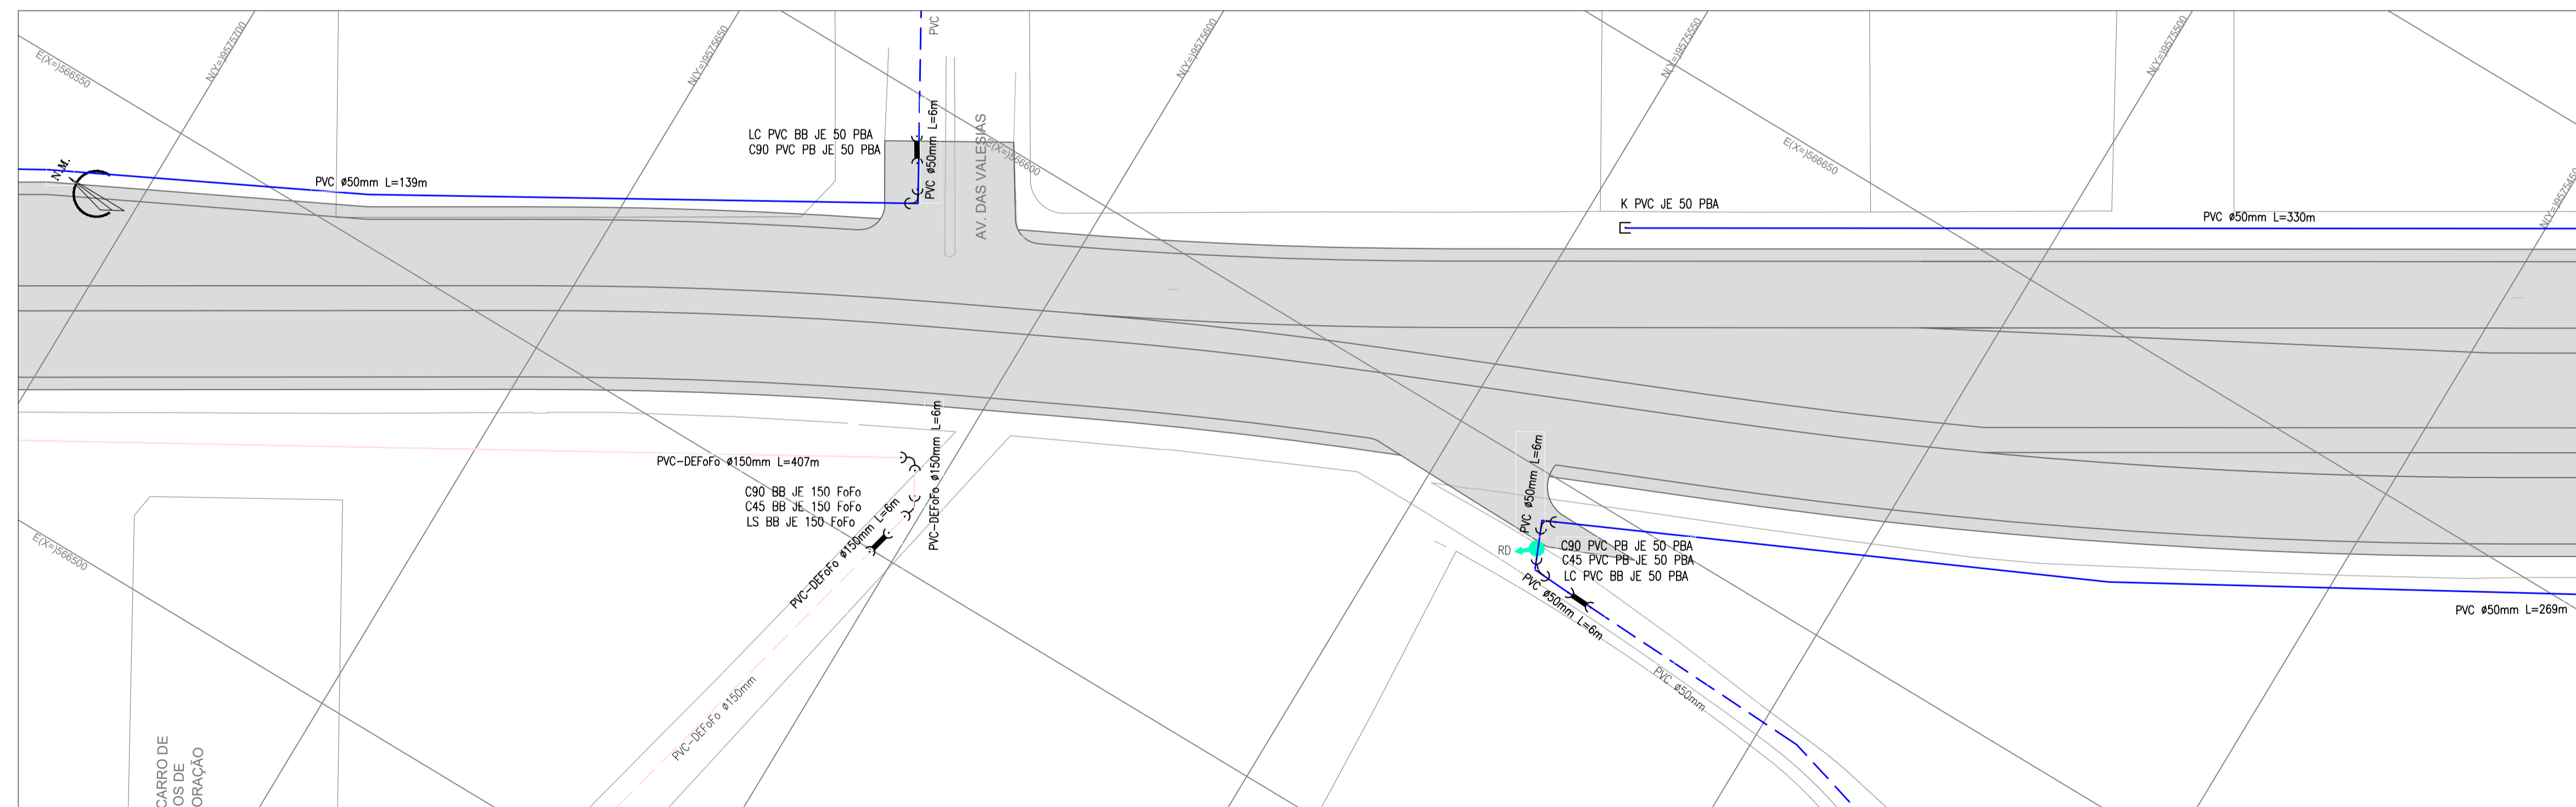 PVC
N(Y=)9575700
N(Y=)9575650
N(Y=)9575600
N(Y=)9575550
N(Y=)9575500
E(X=)566550
PVC ø50mm L=6m
LC PVC BB JE 50 PBA
C90 PVC PB JE 50 PBA
AV. DAS VALESIAS
E(X=)566600
E(X=)566650
N.M.
PVC ø50mm L=139m
K PVC JE 50 PBA
PVC ø50mm L=330m
N(Y=)9575450
PVC-DEFoFo ø150mm L=407m
PVC-DEFoFo ø150mm L=6m
C90 BB JE 150 FoFo
C45 BB JE 150 FoFo
LS BB JE 150 FoFo
PVC-DEFoFo ø150mm L=6m
PVC ø50mm L=6m
RD
C90 PVC PB JE 50 PBA
C45 PVC PB JE 50 PBA
LC PVC BB JE 50 PBA
PVC ø50mm L=6m
E(X=)566500
PVC ø50mm L=269m
PVC-DEFoFo ø150mm
PVC ø50mm
CARRO DE
OS DE
ORAÇÃO